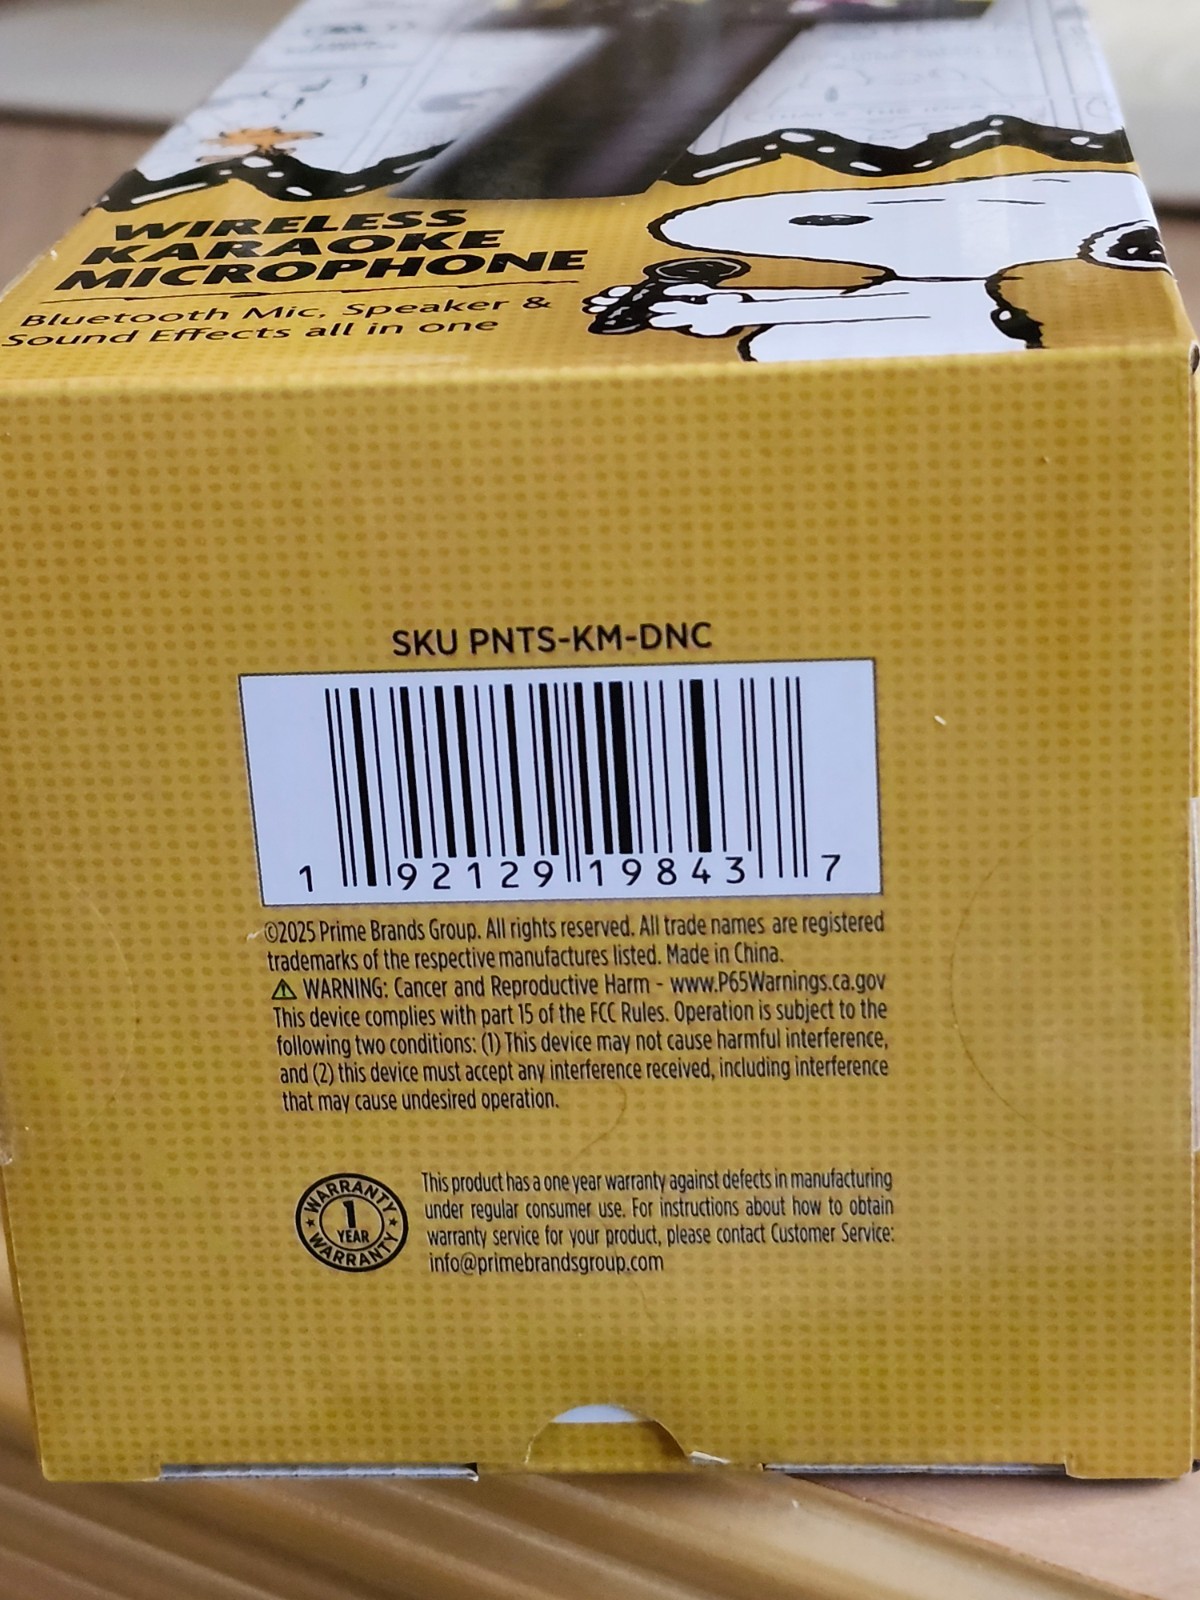 WIRELESS
KARAOKE
MICROPHONE
Bluetooth Mic, Speaker &
Sound Effects all in one
SKU PNTS-KM-DNC
1 92129 19843 7
©2025 Prime Brands Group. All rights reserved. All trade names are registered
trademarks of the respective manufactures listed. Made in China.
WARNING: Cancer and Reproductive Harm - www.P65Warnings.ca.gov
This device complies with part 15 of the FCC Rules. Operation is subject to the
following two conditions: (1) This device may not cause harmful interference,
and (2) this device must accept any interference received, including interference
that may cause undesired operation.
WARRANTY
1
YEAR
WARRANTY
This product has a one year warranty against defects in manufacturing
under regular consumer use. For instructions about how to obtain
warranty service for your product, please contact Customer Service:
info@primebrandsgroup.com